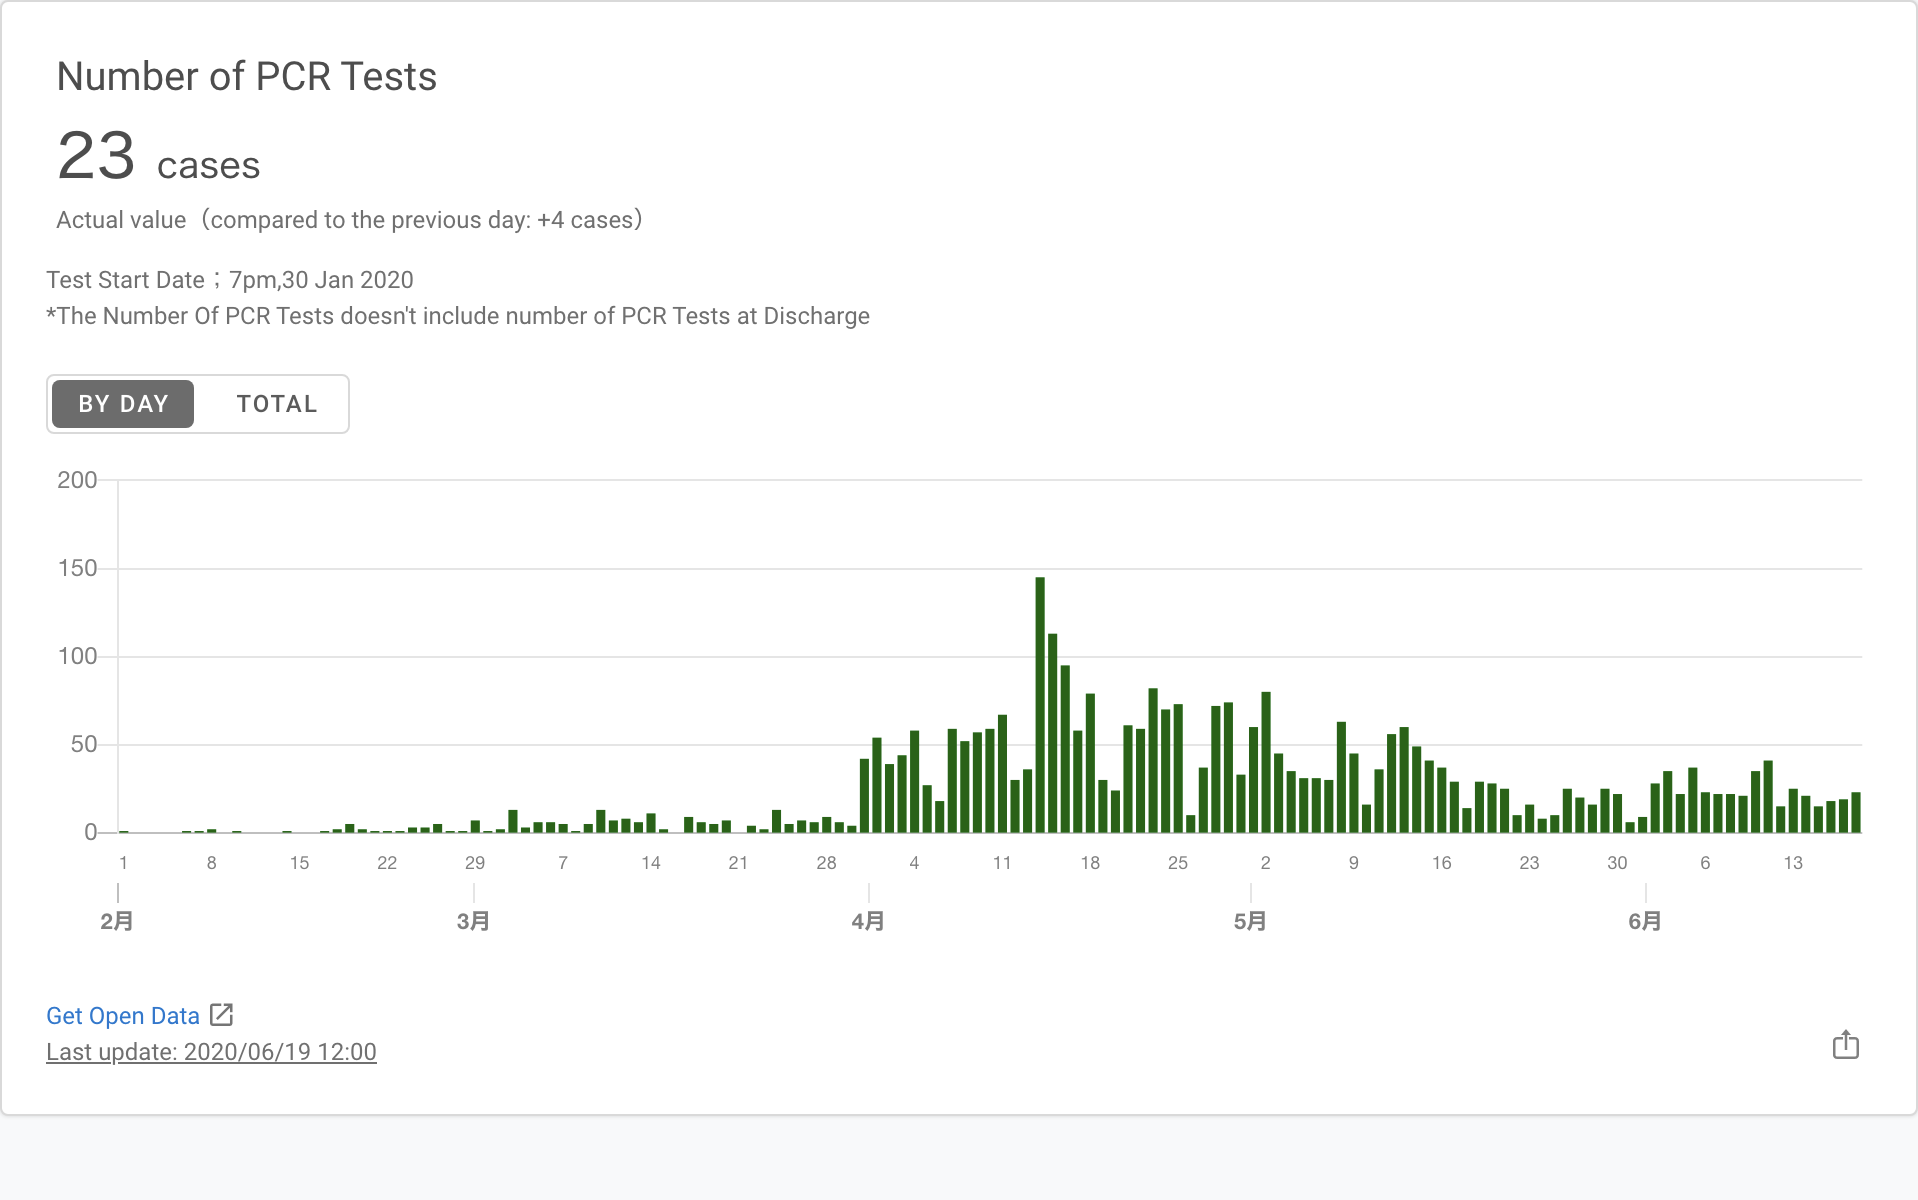 Number of PCR Tests
23 cases
Actual value（compared to the previous day: +4 cases）
Test Start Date；7pm,30 Jan 2020
*The Number Of PCR Tests doesn't include number of PCR Tests at Discharge
BY DAY TOTAL
200
150
100
50
0
1 8 15 22 29 7 14 21 28 4 11 18 25 2 9 16 23 30 6 13
2月 3月 4月 5月 6月
Get Open Data
Last update: 2020/06/19 12:00